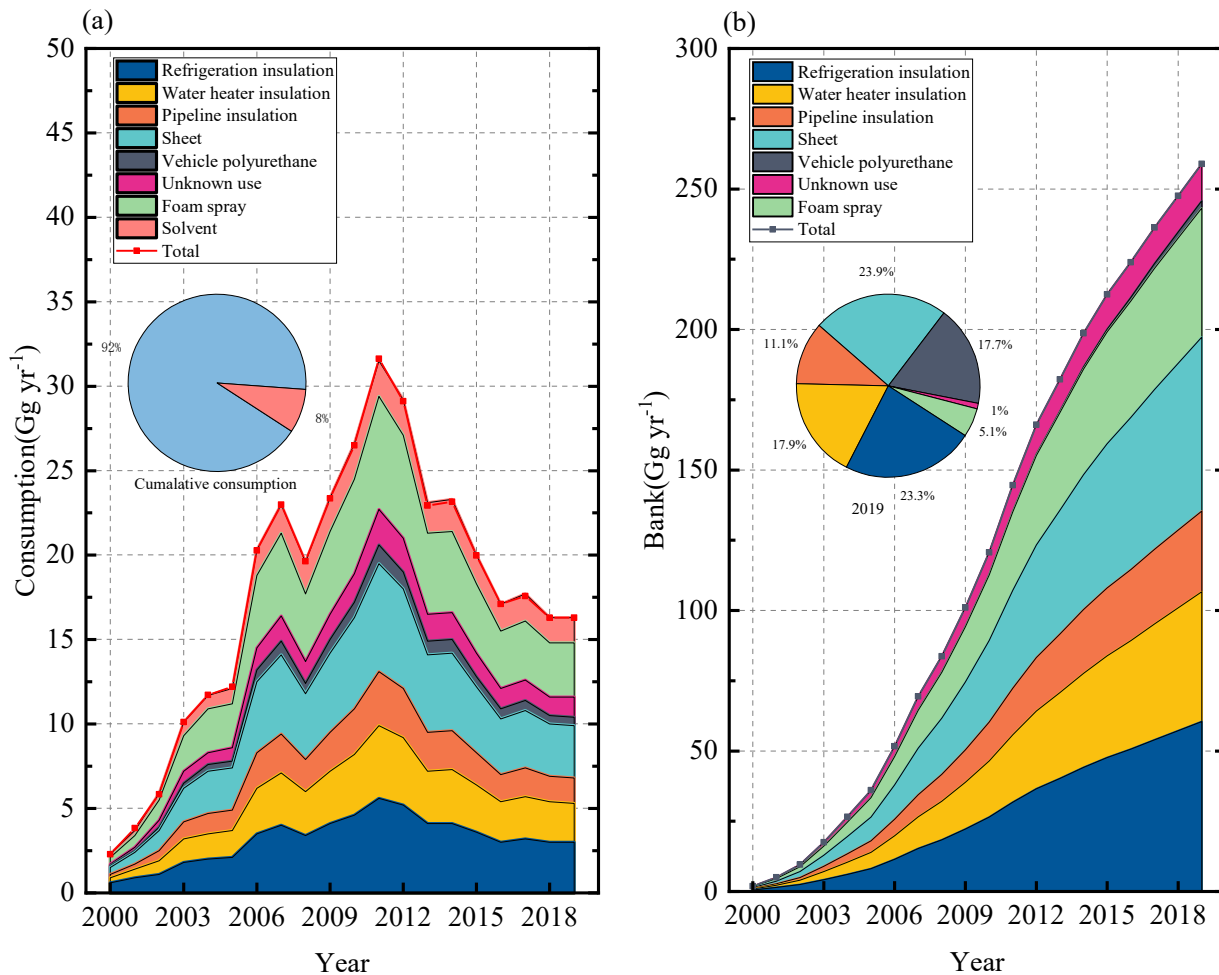 (a)
50
45
40
35
30
25
20
15
10
5
0
Consumption(Gg yr⁻¹)
Refrigeration insulation
Water heater insulation
Pipeline insulation
Sheet
Vehicle polyurethane
Unknown use
Foam spray
Solvent
Total
92%
8%
Cumalative consumption
2000 2003 2006 2009 2012 2015 2018
Year
(b)
300
250
200
150
100
50
0
Bank(Gg yr⁻¹)
Refrigeration insulation
Water heater insulation
Pipeline insulation
Sheet
Vehicle polyurethane
Unknown use
Foam spray
Total
23.9%
11.1%
17.7%
1%
5.1%
17.9%
23.3%
2019
2000 2003 2006 2009 2012 2015 2018
Year